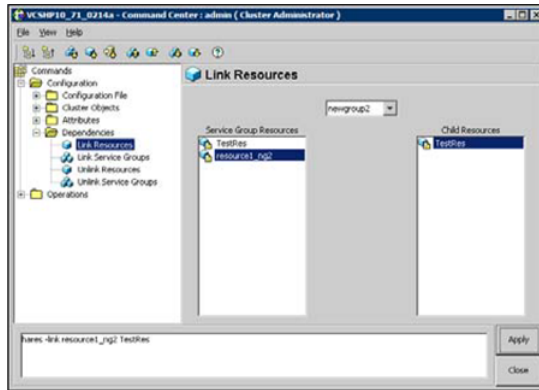 VCSHP10_71_0214a - Command Center : admin ( Cluster Administrator )
File View Help
Commands
Configuration
Configuration File
Cluster Objects
Attributes
Dependencies
Link Resources
Link Service Groups
Unlink Resources
Unlink Service Groups
Operations
Link Resources
newgroup2
Service Group Resources
TestRes
resource1_ng2
Child Resources
TestRes
hares -link resource1_ng2 TestRes
Apply
Close